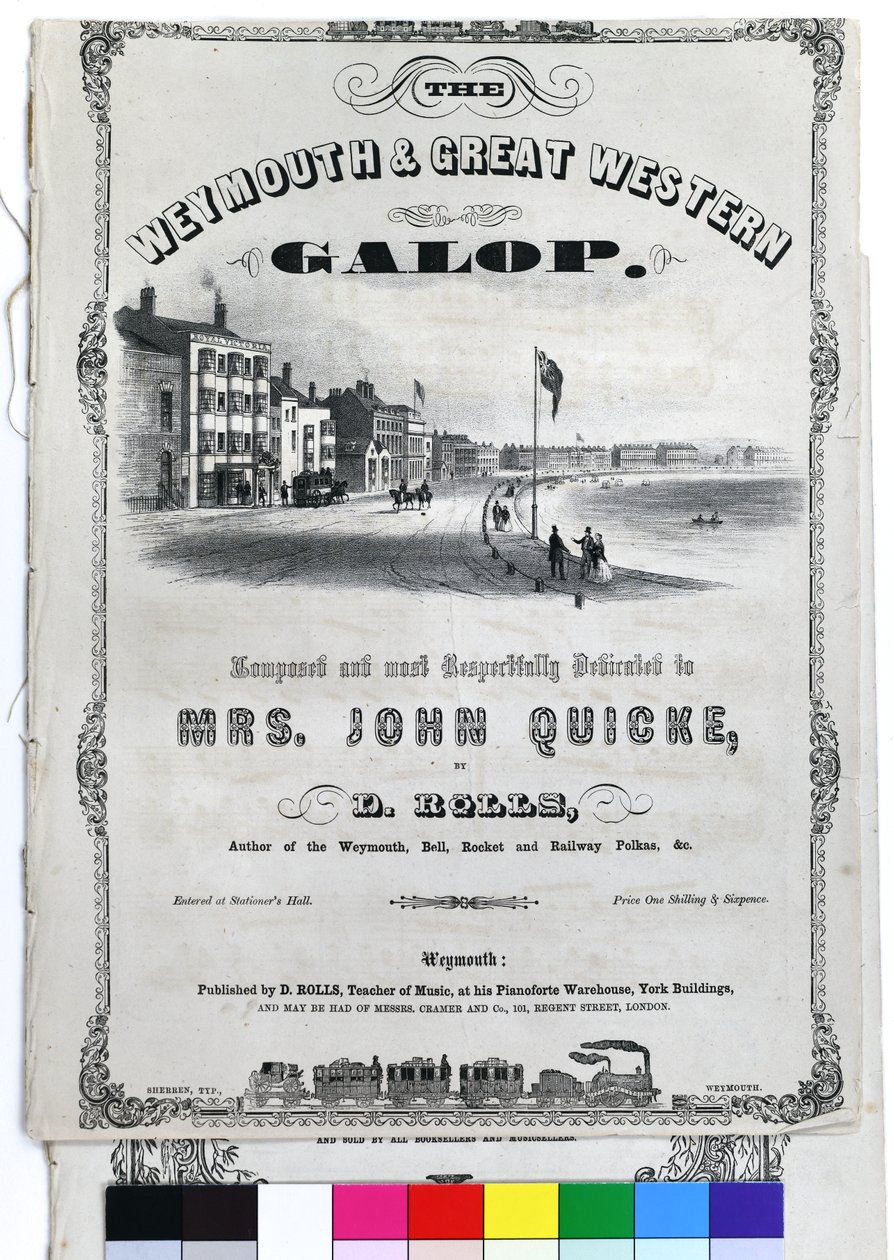 THE
WEYMOUTH & GREAT WESTERN
GALOP.
ROYAL VICTORIA
Composed and most Respectfully Dedicated to
MRS. JOHN QUICKE,
BY
D. ROLLS,
Author of the Weymouth, Bell, Rocket and Railway Polkas, &c.
Entered at Stationer's Hall. Price One Shilling & Sixpence.
Weymouth:
Published by D. ROLLS, Teacher of Music, at his Pianoforte Warehouse, York Buildings,
AND MAY BE HAD OF MESSRS. CRAMER AND Co., 101, REGENT STREET, LONDON.
SHERREN, TYP., WEYMOUTH.
AND SOLD BY ALL BOOKSELLERS AND MUSICSELLERS.